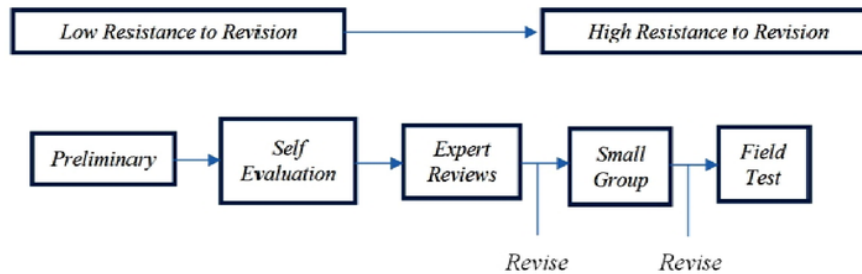 Low Resistance to Revision
High Resistance to Revision
Preliminary
Self
Evaluation
Expert
Reviews
Small
Group
Field
Test
Revise
Revise